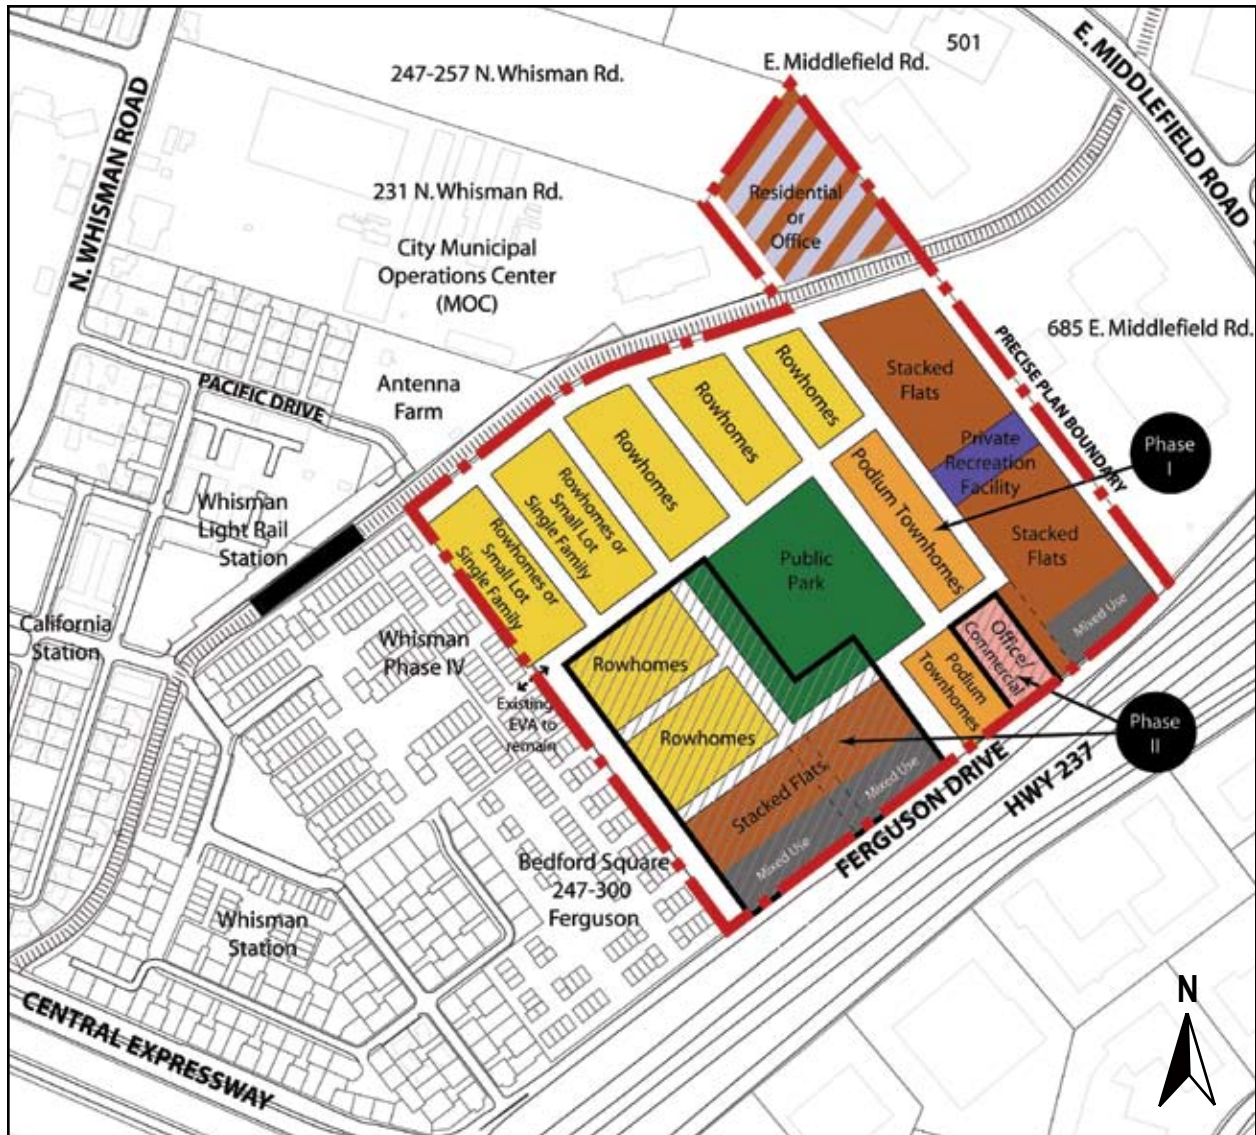 501
E. Middlefield Rd.
247-257 N. Whisman Rd.
E. MIDDLEFIELD ROAD
N. WHISMAN ROAD
231 N. Whisman Rd.
City Municipal
Operations Center
(MOC)
Residential
or
Office
685 E. Middlefield Rd.
PRECISE PLAN BOUNDARY
PACIFIC DRIVE
Antenna
Farm
Rowhomes
Rowhomes
Rowhomes
Rowhomes or
Small Lot
Single Family
Rowhomes or
Small Lot
Single Family
Stacked
Flats
Private
Recreation
Facility
Phase
I
Podium Townhomes
Stacked
Flats
Mixed Use
Public
Park
Whisman
Light Rail
Station
California
Station
Whisman
Phase IV
Existing
EVA to
remain
Rowhomes
Rowhomes
Office/
Commercial
Podium
Townhomes
Phase
II
Stacked Flats
Mixed Use
Mixed Use
FERGUSON DRIVE
HWY 237
Bedford Square
247-300
Ferguson
Whisman
Station
CENTRAL EXPRESSWAY
N